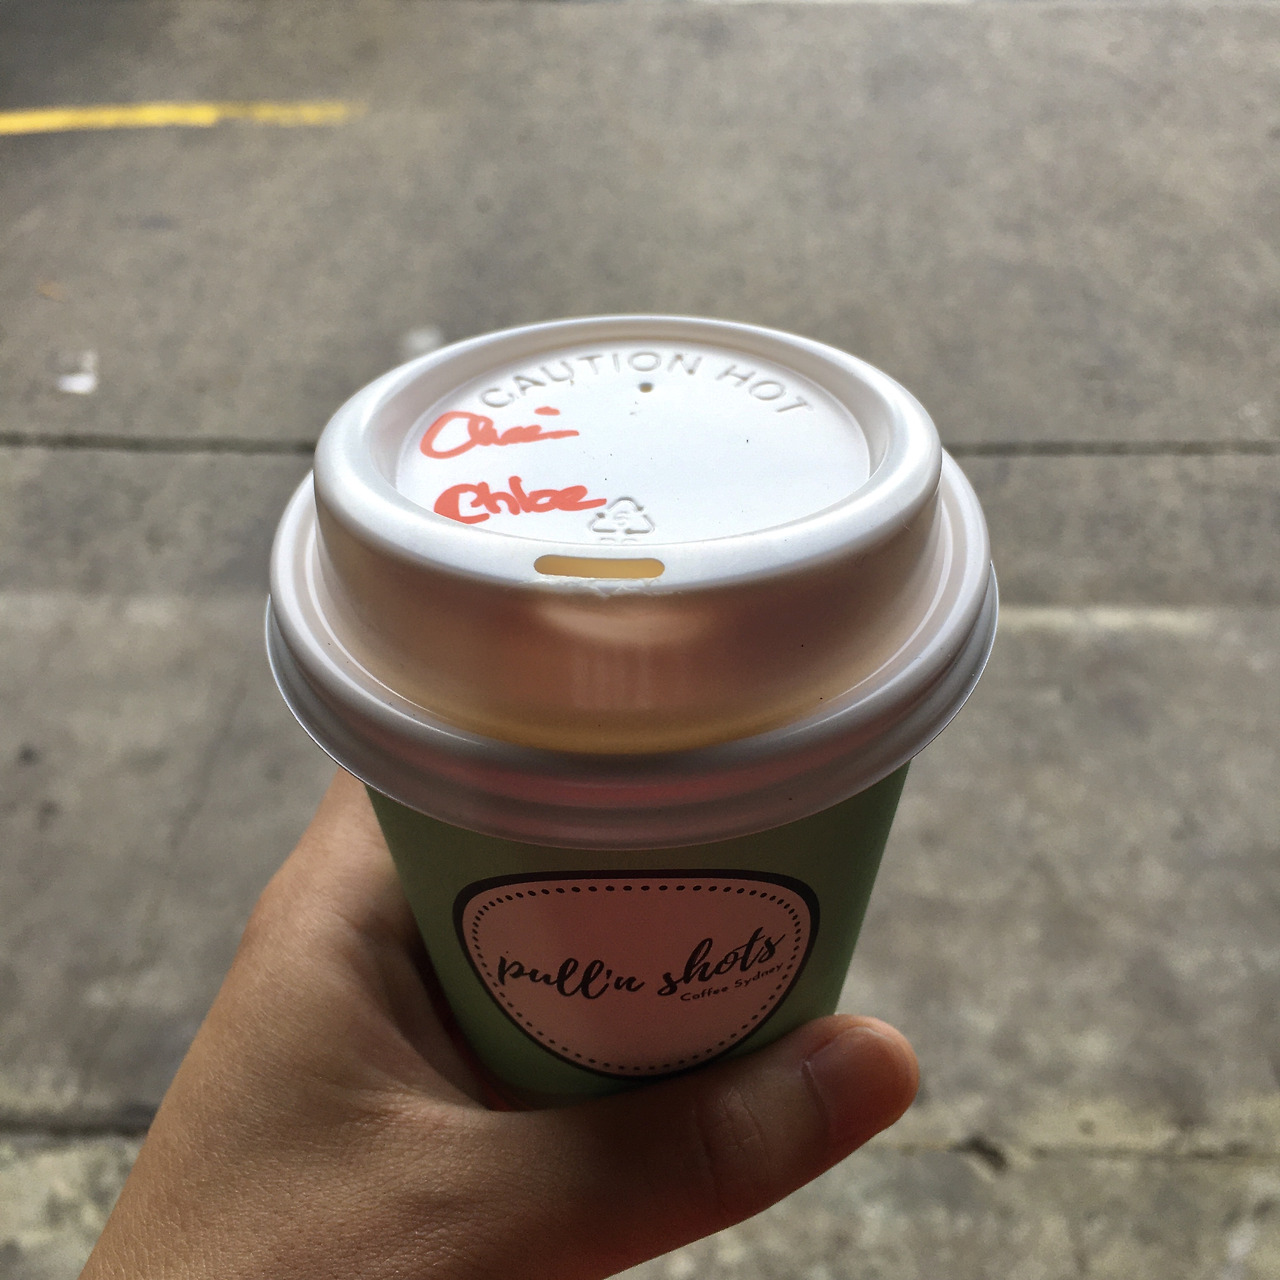 CAUTION HOT
Chai
Chloe
pull'n shots
Coffee Sydney